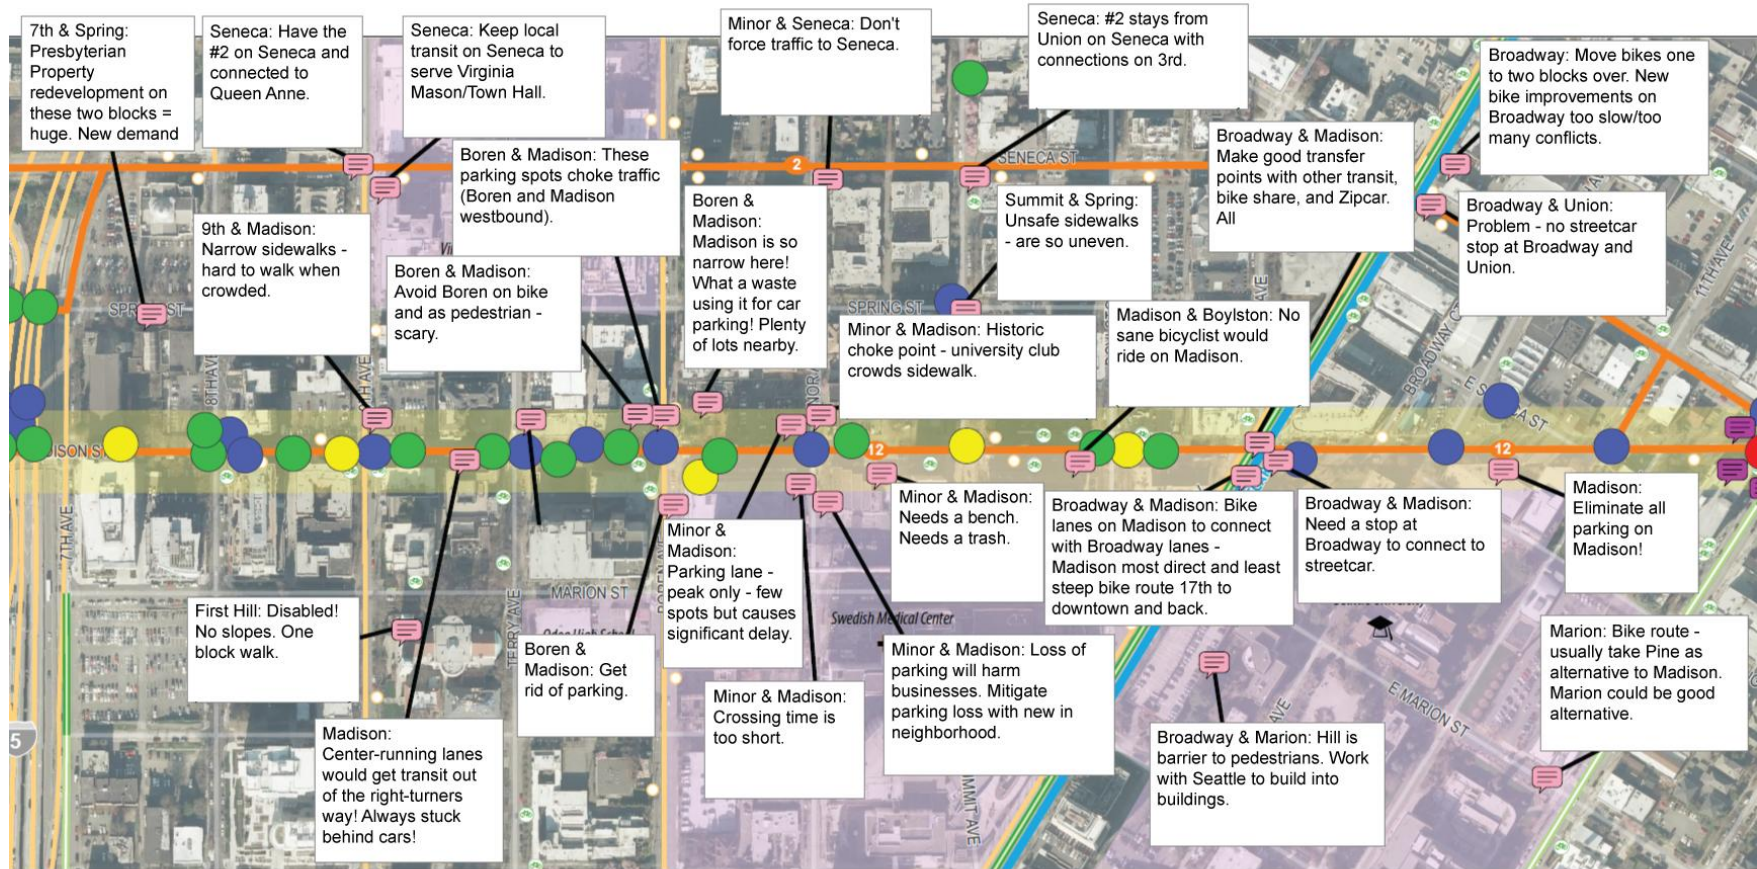 7th & Spring:
Presbyterian
Property
redevelopment on
these two blocks =
huge. New demand
Seneca: Have the
#2 on Seneca and
connected to
Queen Anne.
Seneca: Keep local
transit on Seneca to
serve Virginia
Mason/Town Hall.
Minor & Seneca: Don't
force traffic to Seneca.
Seneca: #2 stays from
Union on Seneca with
connections on 3rd.
Broadway: Move bikes one
to two blocks over. New
bike improvements on
Broadway too slow/too
many conflicts.
Boren & Madison: These
parking spots choke traffic
(Boren and Madison
westbound).
2
SENECA ST
Broadway & Madison:
Make good transfer
points with other transit,
bike share, and Zipcar.
All
Boren &
Madison:
Madison is so
narrow here!
What a waste
using it for car
parking! Plenty
of lots nearby.
Summit & Spring:
Unsafe sidewalks
- are so uneven.
Broadway & Union:
Problem - no streetcar
stop at Broadway and
Union.
9th & Madison:
Narrow sidewalks -
hard to walk when
crowded.
Boren & Madison:
Avoid Boren on bike
and as pedestrian -
scary.
11TH AVE
SPRING ST
Minor & Madison: Historic
choke point - university club
crowds sidewalk.
Madison & Boylston: No
sane bicyclist would
ride on Madison.
8TH AVE
AVE
BROADWAY
E
ST
12
12
7TH AVE
Minor &
Madison:
Parking lane -
peak only - few
spots but causes
significant delay.
Minor & Madison:
Needs a bench.
Needs a trash.
Broadway & Madison: Bike
lanes on Madison to connect
with Broadway lanes -
Madison most direct and least
steep bike route 17th to
downtown and back.
Broadway & Madison:
Need a stop at
Broadway to connect to
streetcar.
Madison:
Eliminate all
parking on
Madison!
MARION ST
TERRY AVE
Swedish Medical Center
First Hill: Disabled!
No slopes. One
block walk.
Boren &
Madison: Get
rid of parking.
Minor & Madison:
Crossing time is
too short.
Minor & Madison: Loss of
parking will harm
businesses. Mitigate
parking loss with new in
neighborhood.
Marion: Bike route -
usually take Pine as
alternative to Madison.
Marion could be good
alternative.
E MARION ST
AVE
5
Madison:
Center-running lanes
would get transit out
of the right-turners
way! Always stuck
behind cars!
Broadway & Marion: Hill is
barrier to pedestrians. Work
with Seattle to build into
buildings.
AVE